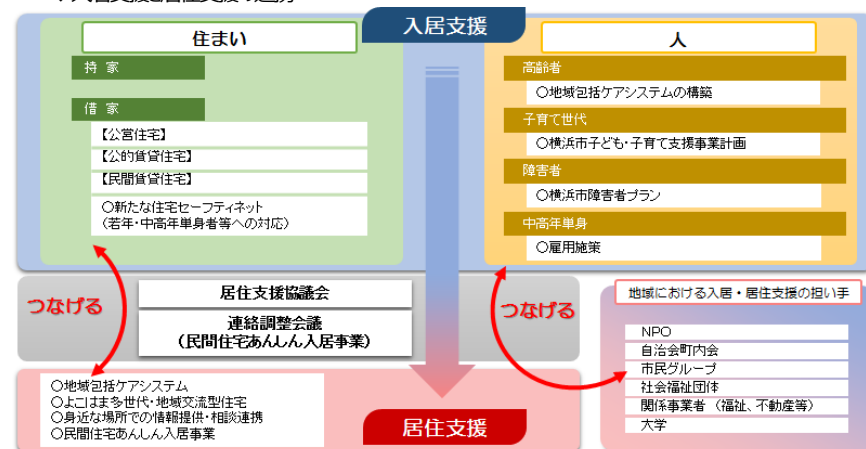 入居支援
住まい
持 家
借 家
【公営住宅】
【公的賃貸住宅】
【民間賃貸住宅】
〇新たな住宅セーフティネット
（若年・中高年単身者等への対応）
人
高齢者
〇地域包括ケアシステムの構築
子育て世代
〇横浜市子ども・子育て支援事業計画
障害者
〇横浜市障害者プラン
中高年単身
〇雇用施策
つなげる
居住支援協議会
連絡調整会議
（民間住宅あんしん入居事業）
つなげる
地域における入居・居住支援の担い手
NPO
自治会町内会
市民グループ
社会福祉団体
関係事業者 （福祉、不動産等）
大学
〇地域包括ケアシステム
〇よこはま多世代・地域交流型住宅
〇身近な場所での情報提供・相談連携
〇民間住宅あんしん入居事業
居住支援